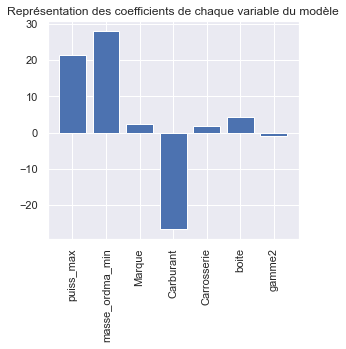 Représentation des coefficients de chaque variable du modèle
30
20
10
0
−10
−20
puiss_max
masse_ordma_min
Marque
Carburant
Carrosserie
boite
gamme2